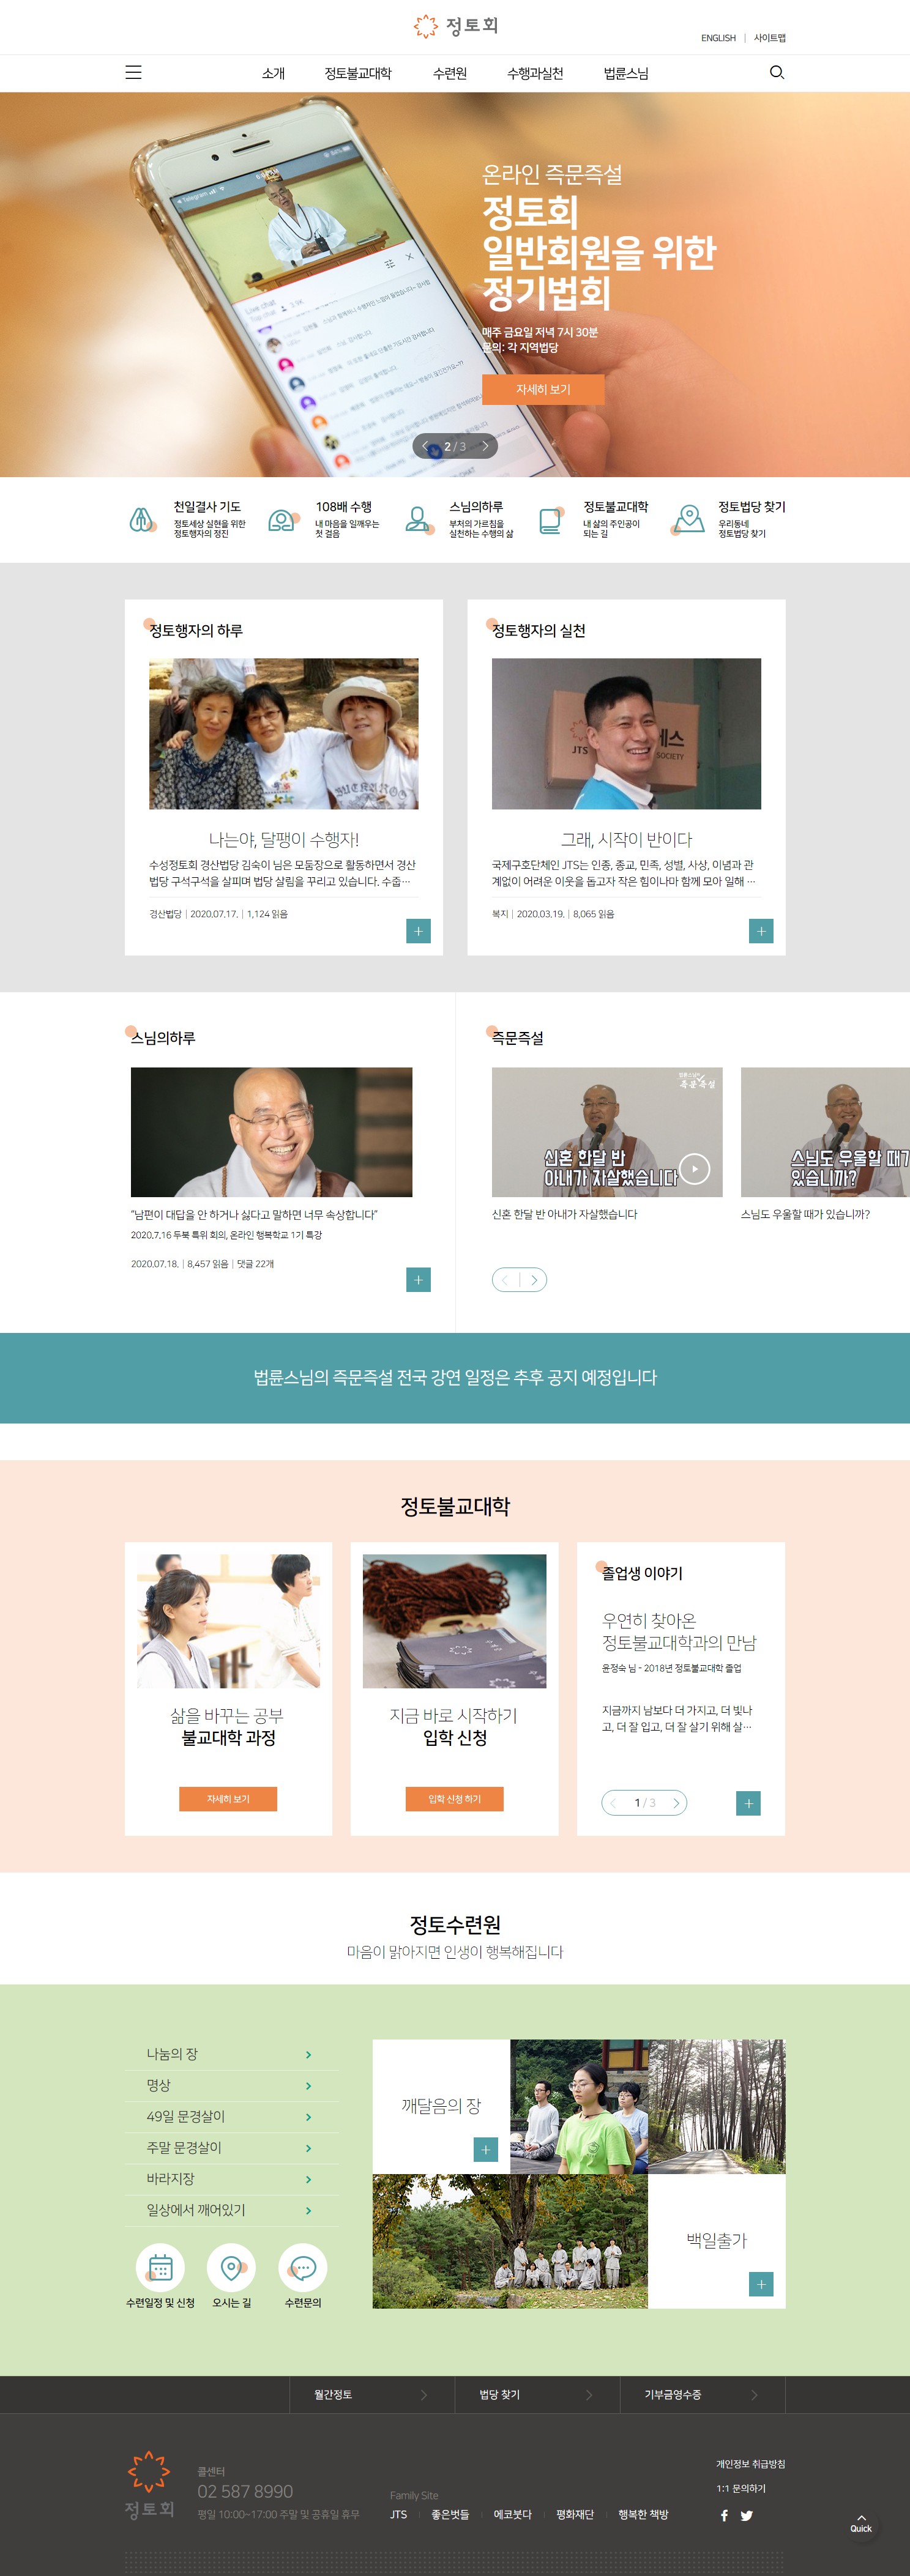 정토회
ENGLISH
사이트맵
소개
정토불교대학
수련원
수행과실천
법륜스님
온라인 즉문즉설
정토회
일반회원을 위한
정기법회
매주 금요일 저녁 7시 30분
문의: 각 지역법당
자세히 보기
2 / 3
천일결사 기도
정토세상 실현을 위한
정토행자의 정진
108배 수행
내 마음을 일깨우는
첫 걸음
스님의하루
부처의 가르침을
실천하는 수행의 삶
정토불교대학
내 삶의 주인공이
되는 길
정토법당 찾기
우리동네
정토법당 찾기
정토행자의 하루
나는야, 달팽이 수행자!
수성정토회 경산법당 김숙이 님은 모둠장으로 활동하면서 경산
법당 구석구석을 살피며 법당 살림을 꾸리고 있습니다. 수줍…
경산법당 | 2020.07.17. | 1,124 읽음
정토행자의 실천
JTS
SOCIETY
그래, 시작이 반이다
국제구호단체인 JTS는 인종, 종교, 민족, 성별, 사상, 이념과 관
계없이 어려운 이웃을 돕고자 작은 힘이나마 함께 모아 일해 …
복지 | 2020.03.19. | 8,065 읽음
스님의하루
"남편이 대답을 안 하거나 싫다고 말하면 너무 속상합니다"
2020.7.16 두북 특위 회의, 온라인 행복학교 1기 특강
2020.07.18. | 8,457 읽음 | 댓글 22개
즉문즉설
법륜스님의
즉문즉설
신혼 한달 반
아내가 자살했습니다
신혼 한달 반 아내가 자살했습니다
스님도 우울할 때가
있습니까?
스님도 우울할 때가 있습니까?
법륜스님의 즉문즉설 전국 강연 일정은 추후 공지 예정입니다
정토불교대학
삶을 바꾸는 공부
불교대학 과정
자세히 보기
지금 바로 시작하기
입학 신청
입학 신청 하기
졸업생 이야기
우연히 찾아온
정토불교대학과의 만남
윤정숙 님 - 2018년 정토불교대학 졸업
지금까지 남보다 더 가지고, 더 빛나
고, 더 잘 입고, 더 잘 살기 위해 살…
1 / 3
정토수련원
마음이 맑아지면 인생이 행복해집니다
나눔의 장
명상
49일 문경살이
주말 문경살이
바라지장
일상에서 깨어있기
수련일정 및 신청
오시는 길
수련문의
깨달음의 장
백일출가
월간정토
법당 찾기
기부금영수증
정토회
콜센터
02 587 8990
평일 10:00~17:00 주말 및 공휴일 휴무
Family Site
JTS
좋은벗들
에코붓다
평화재단
행복한 책방
개인정보 취급방침
1:1 문의하기
Quick